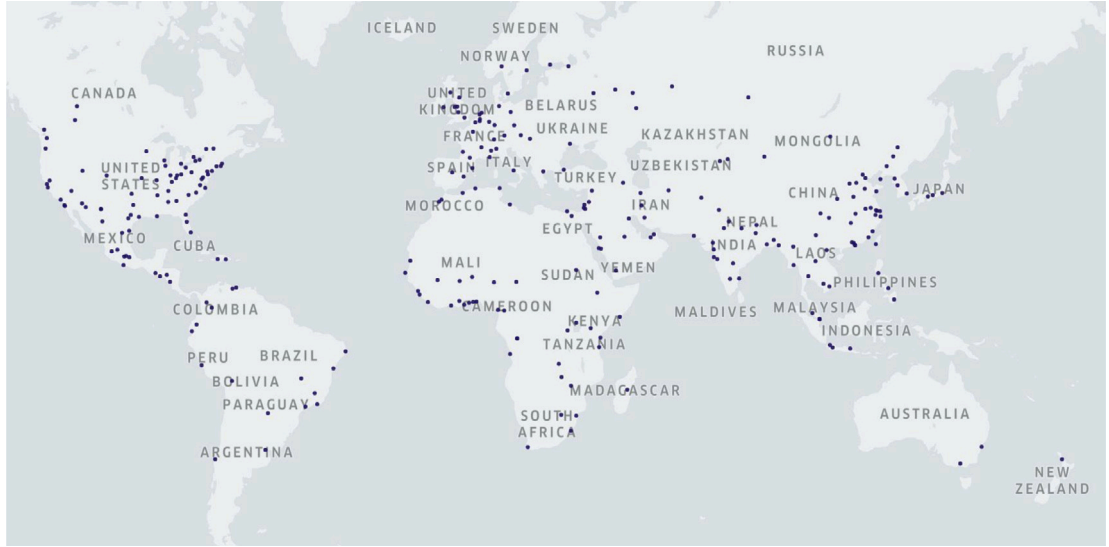 ICELAND
SWEDEN
NORWAY
RUSSIA
CANADA
UNITED
KINGDOM
BELARUS
UKRAINE
FRANCE
KAZAKHSTAN
MONGOLIA
UNITED
STATES
SPAIN
ITALY
UZBEKISTAN
TURKEY
CHINA
JAPAN
MOROCCO
IRAN
NEPAL
MEXICO
CUBA
EGYPT
INDIA
LAOS
MALI
SUDAN
YEMEN
PHILIPPINES
COLOMBIA
CAMEROON
MALDIVES
MALAYSIA
KENYA
INDONESIA
TANZANIA
PERU
BRAZIL
BOLIVIA
MADAGASCAR
PARAGUAY
SOUTH
AFRICA
AUSTRALIA
ARGENTINA
NEW
ZEALAND